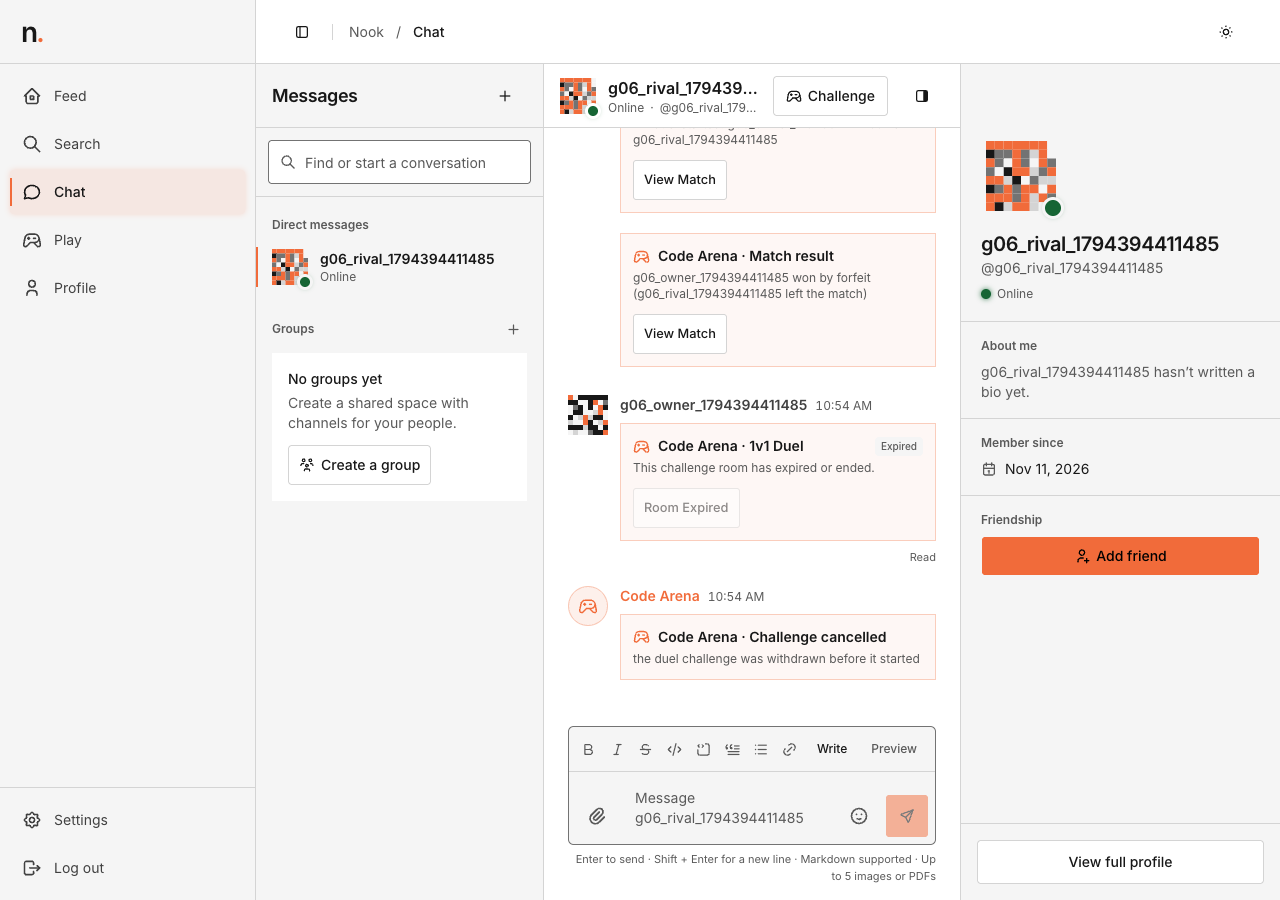 n.
Nook / Chat
Feed
Search
Chat
Play
Profile
Settings
Log out
Messages
Find or start a conversation
Direct messages
g06_rival_1794394411485
Online
Groups
No groups yet
Create a shared space with
channels for your people.
Create a group
g06_rival_179439...
Online · @g06_rival_179...
Challenge
g06_rival_1794394411485
View Match
Code Arena · Match result
g06_owner_1794394411485 won by forfeit
(g06_rival_1794394411485 left the match)
View Match
g06_owner_1794394411485 10:54 AM
Code Arena · 1v1 Duel
Expired
This challenge room has expired or ended.
Room Expired
Read
Code Arena 10:54 AM
Code Arena · Challenge cancelled
the duel challenge was withdrawn before it started
Write
Preview
Message
g06_rival_1794394411485
Enter to send · Shift + Enter for a new line · Markdown supported · Up
to 5 images or PDFs
g06_rival_1794394411485
@g06_rival_1794394411485
Online
About me
g06_rival_1794394411485 hasn’t written a
bio yet.
Member since
Nov 11, 2026
Friendship
Add friend
View full profile